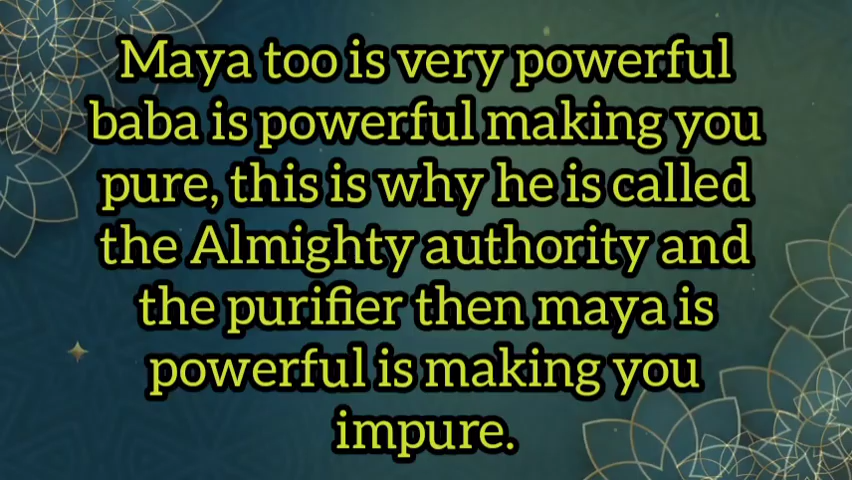 Maya too is very powerful
baba is powerful making you
pure, this is why he is called
the Almighty authority and
the purifier then maya is
powerful is making you
impure.